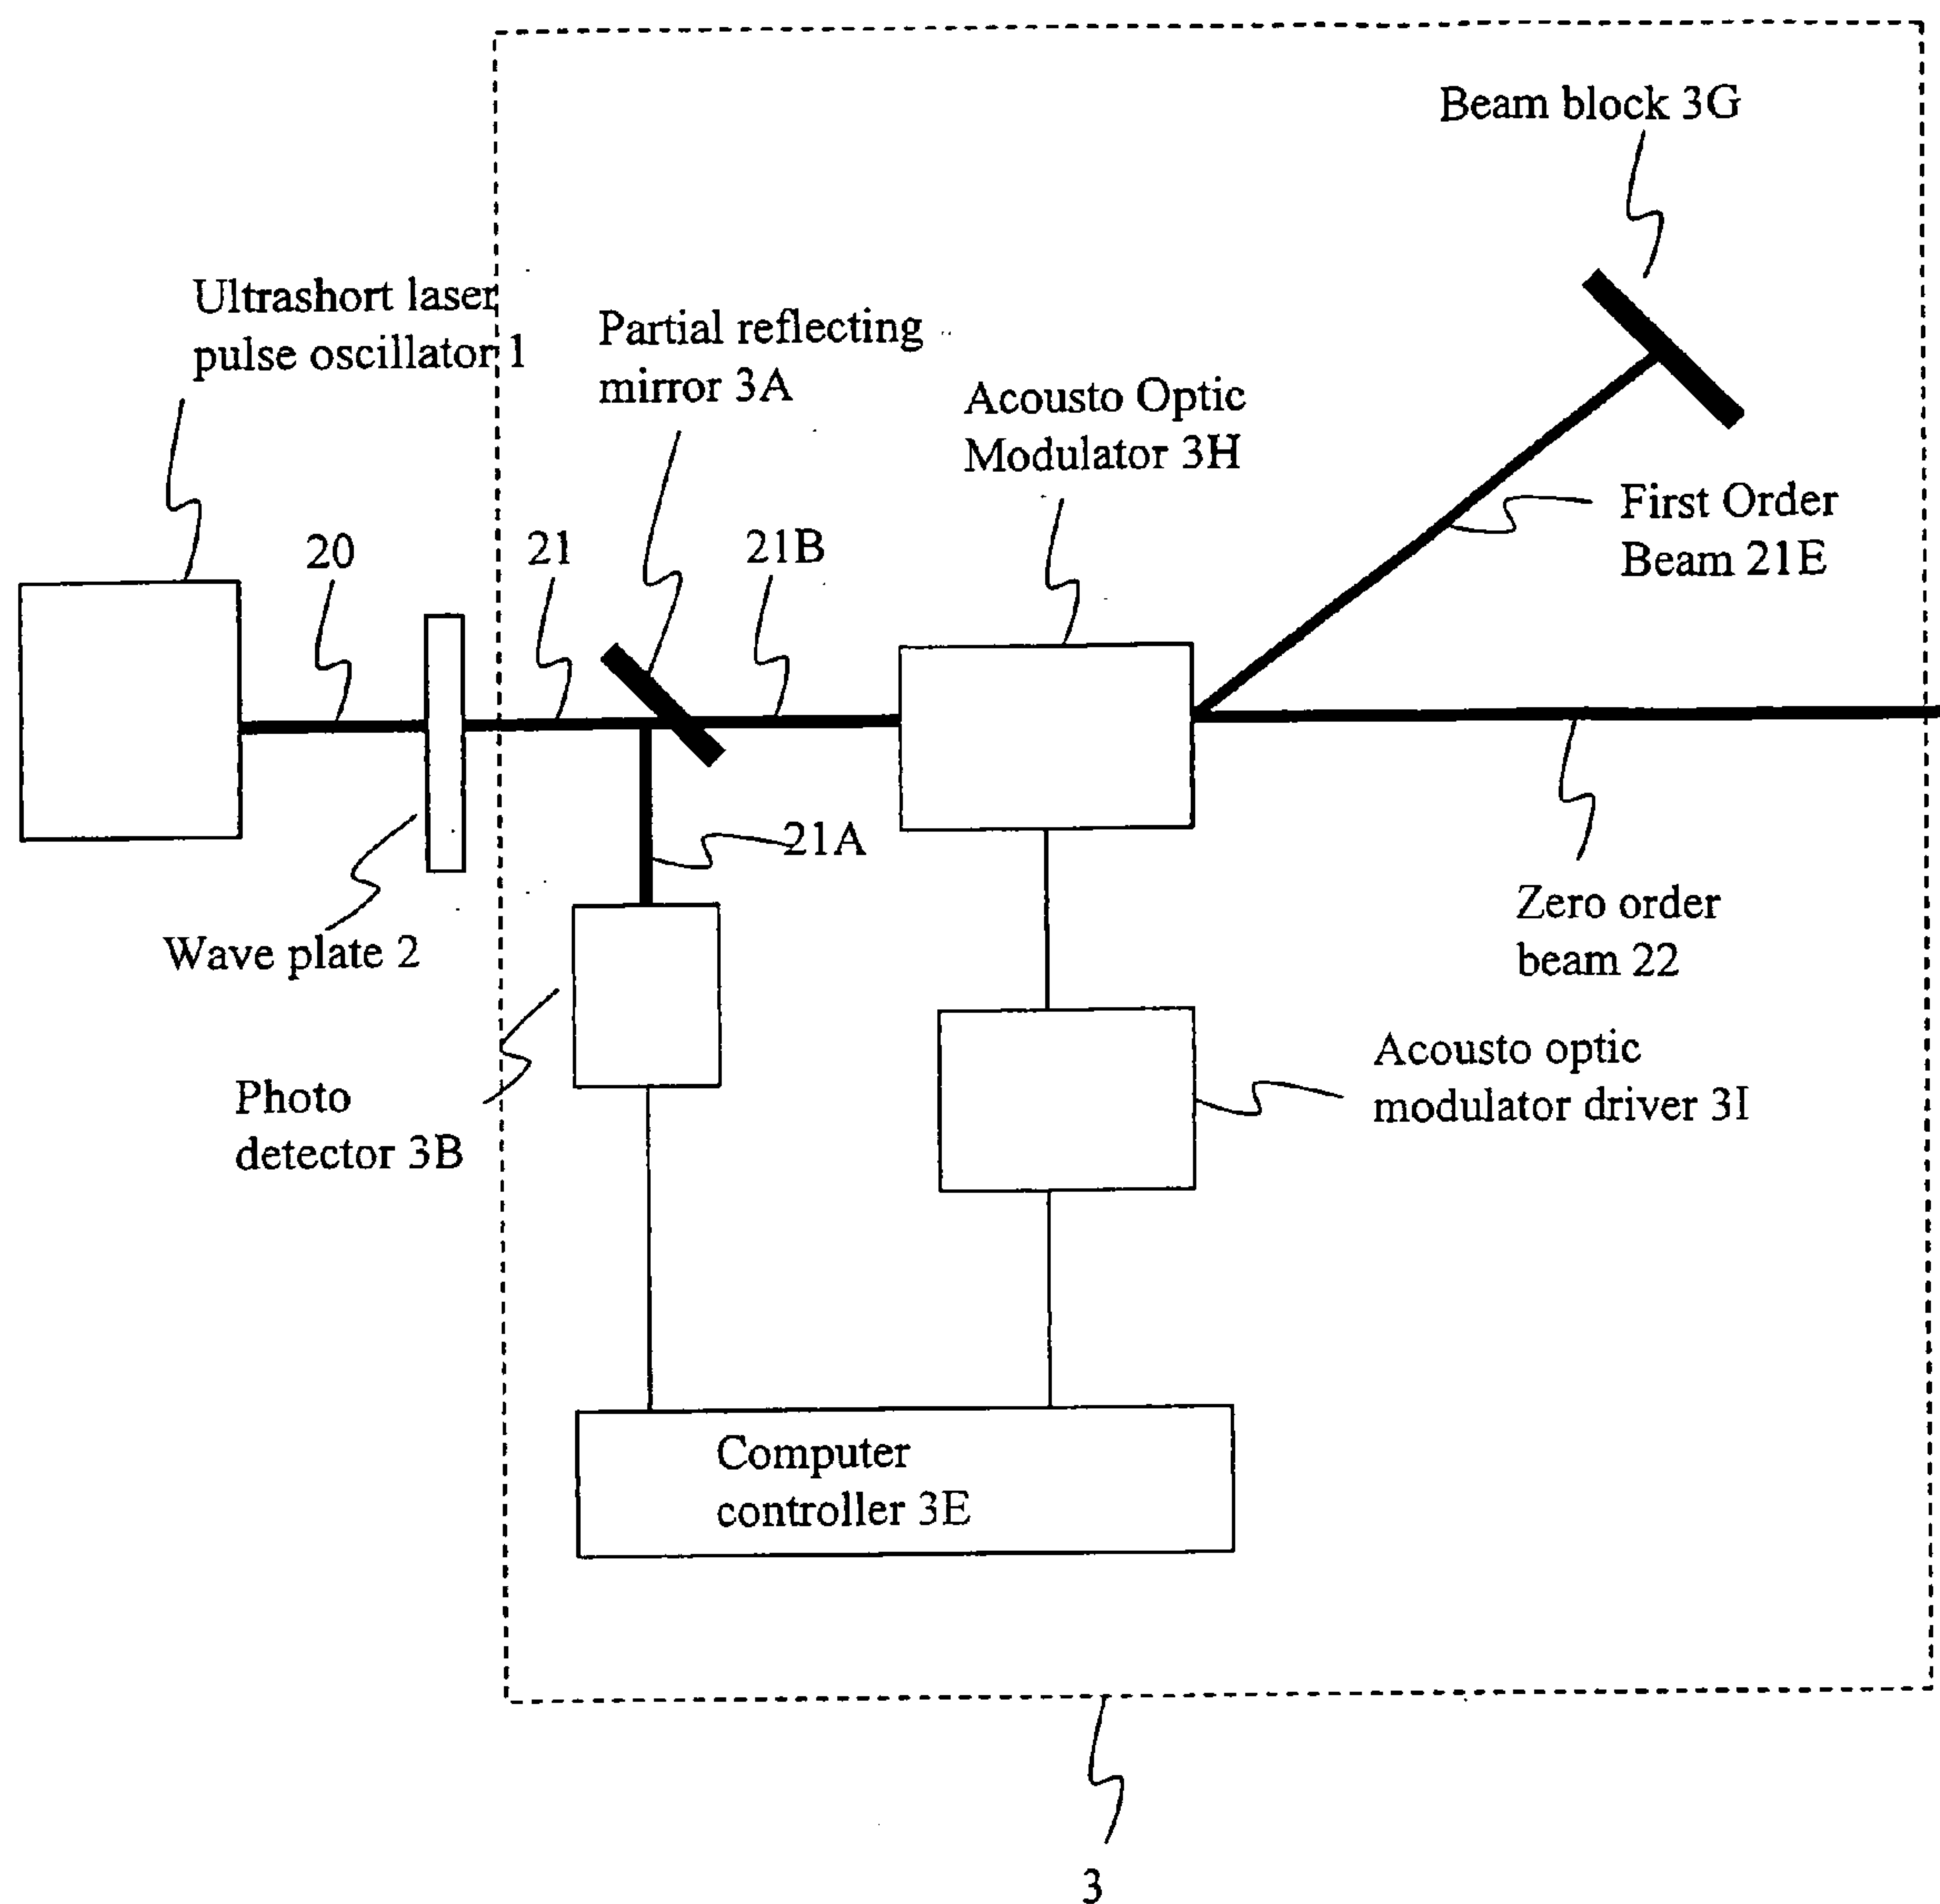 Beam block 3G
Ultrashort laser
pulse oscillator 1
Partial reflecting
mirror 3A
Acousto Optic
Modulator 3H
First Order
Beam 21E
20
21
21B
21A
Wave plate 2
Zero order
beam 22
Photo
detector 3B
Acousto optic
modulator driver 3I
Computer
controller 3E
3